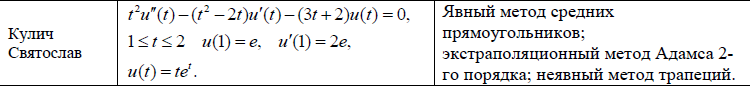 Кулич
Святослав
t²u″(t)−(t²−2t)u′(t)−(3t+2)u(t)=0,
1≤t≤2 u(1)=e, u′(1)=2e,
u(t)=teᵗ.
Явный метод средних
прямоугольников;
экстраполяционный метод Адамса 2-
го порядка; неявный метод трапеций.